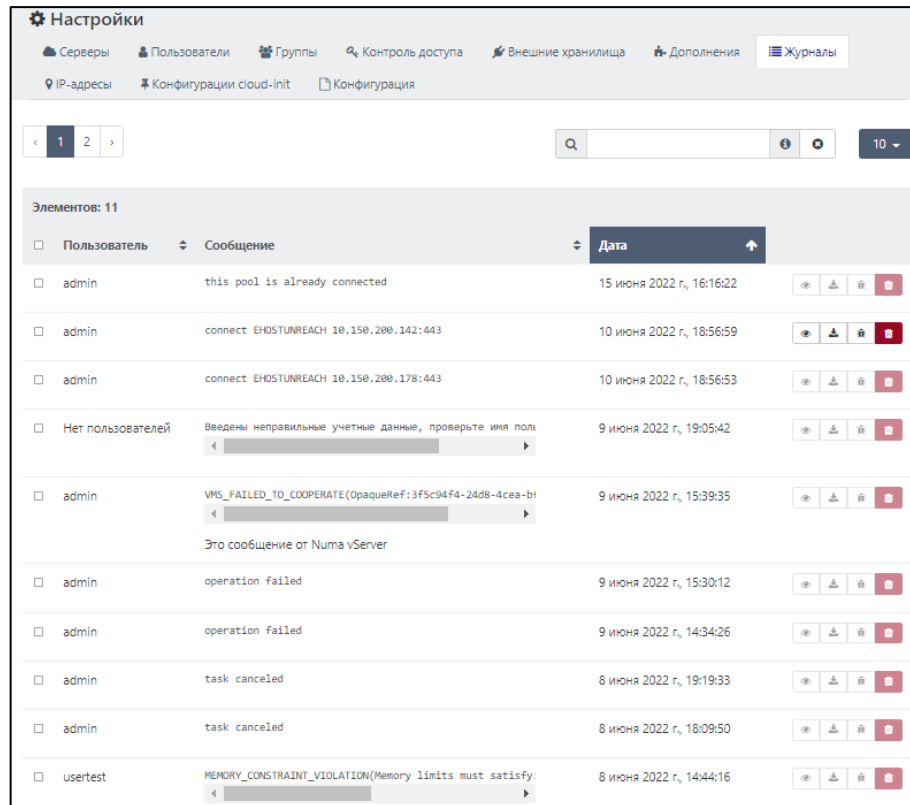 Настройки
Серверы Пользователи Группы Контроль доступа Внешние хранилища Дополнения Журналы
IP-адресы Конфигурации cloud-init Конфигурация
‹ 1 2 › 10
Элементов: 11
Пользователь Сообщение Дата
admin this pool is already connected 15 июня 2022 г., 16:16:22
admin connect EHOSTUNREACH 10.150.200.142:443 10 июня 2022 г., 18:56:59
admin connect EHOSTUNREACH 10.150.200.178:443 10 июня 2022 г., 18:56:53
Нет пользователей Введены неправильные учетные данные, проверьте имя 9 июня 2022 г., 19:05:42
admin VMS_FAILED_TO_COOPERATE(OpaqueRef:3f5c94f4-24d8-4cea- 9 июня 2022 г., 15:39:35
Это сообщение от Numa vServer
admin operation failed 9 июня 2022 г., 15:30:12
admin operation failed 9 июня 2022 г., 14:34:26
admin task canceled 8 июня 2022 г., 19:19:33
admin task canceled 8 июня 2022 г., 18:09:50
usertest MEMORY_CONSTRAINT_VIOLATION(Memory limits must satisfy: 8 июня 2022 г., 14:44:16